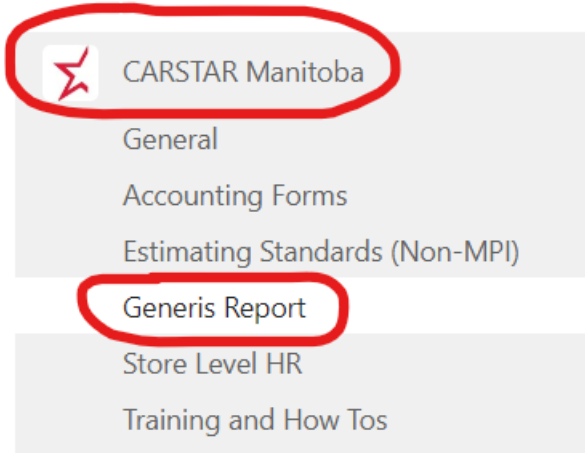 CARSTAR Manitoba
General
Accounting Forms
Estimating Standards (Non-MPI)
Generis Report
Store Level HR
Training and How Tos